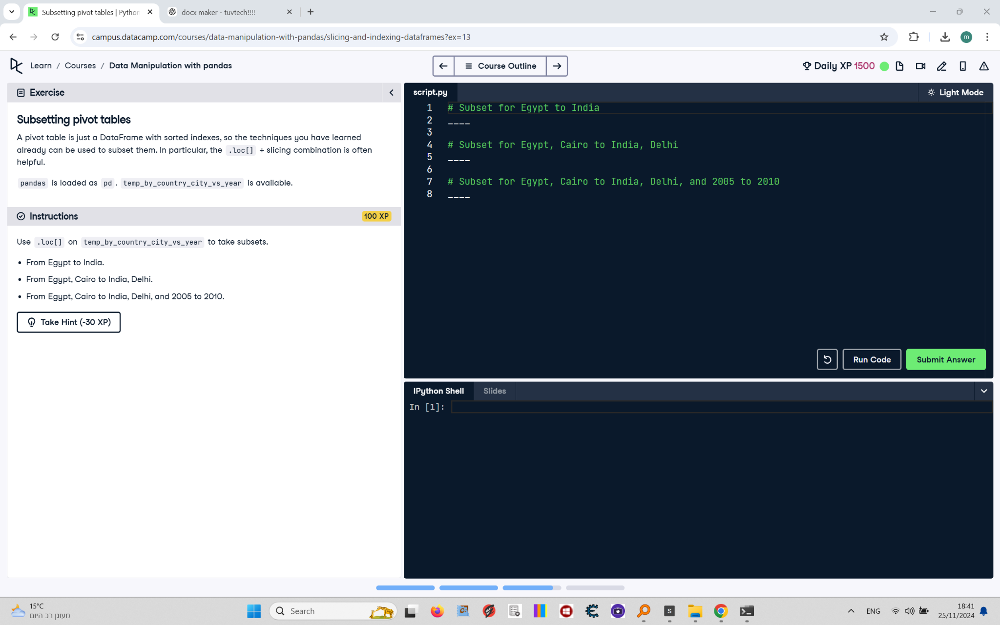 Subsetting pivot tables | Python
docx maker - tuvtech!!!!
campus.datacamp.com/courses/data-manipulation-with-pandas/slicing-and-indexing-dataframes?ex=13
m
Learn / Courses / Data Manipulation with pandas
Course Outline
Daily XP 1500
Exercise
Subsetting pivot tables
A pivot table is just a DataFrame with sorted indexes, so the techniques you have learned
already can be used to subset them. In particular, the .loc[] + slicing combination is often
helpful.
pandas is loaded as pd. temp_by_country_city_vs_year is available.
Instructions
100 XP
Use .loc[] on temp_by_country_city_vs_year to take subsets.
• From Egypt to India.
• From Egypt, Cairo to India, Delhi.
• From Egypt, Cairo to India, Delhi, and 2005 to 2010.
Take Hint (-30 XP)
script.py
Light Mode
1 # Subset for Egypt to India
2 ____
3
4 # Subset for Egypt, Cairo to India, Delhi
5 ____
6
7 # Subset for Egypt, Cairo to India, Delhi, and 2005 to 2010
8 ____
Run Code
Submit Answer
IPython Shell
Slides
In [1]:
15°C
מעונן רב היום
Search
S
ENG
18:41
25/11/2024